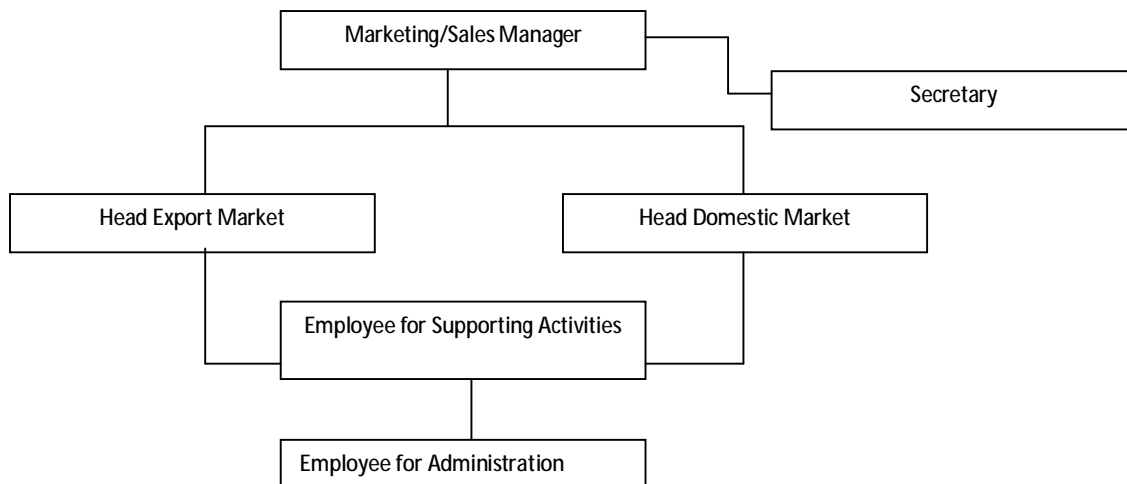 Marketing/Sales Manager
Secretary
Head Export Market
Head Domestic Market
Employee for Supporting Activities
Employee for Administration